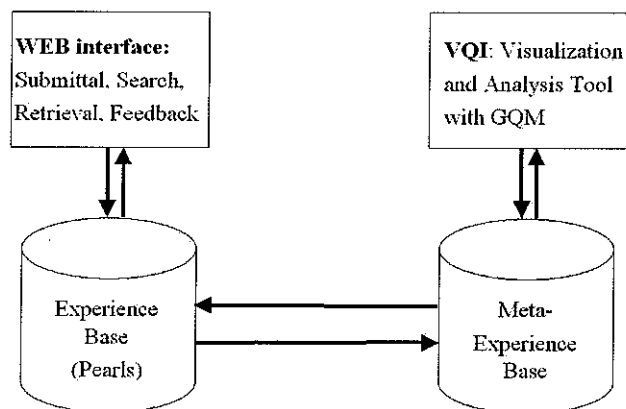 WEB interface:
Submittal, Search,
Retrieval, Feedback
VQI: Visualization
and Analysis Tool
with GQM
Experience
Base
(Pearls)
Meta-
Experience
Base